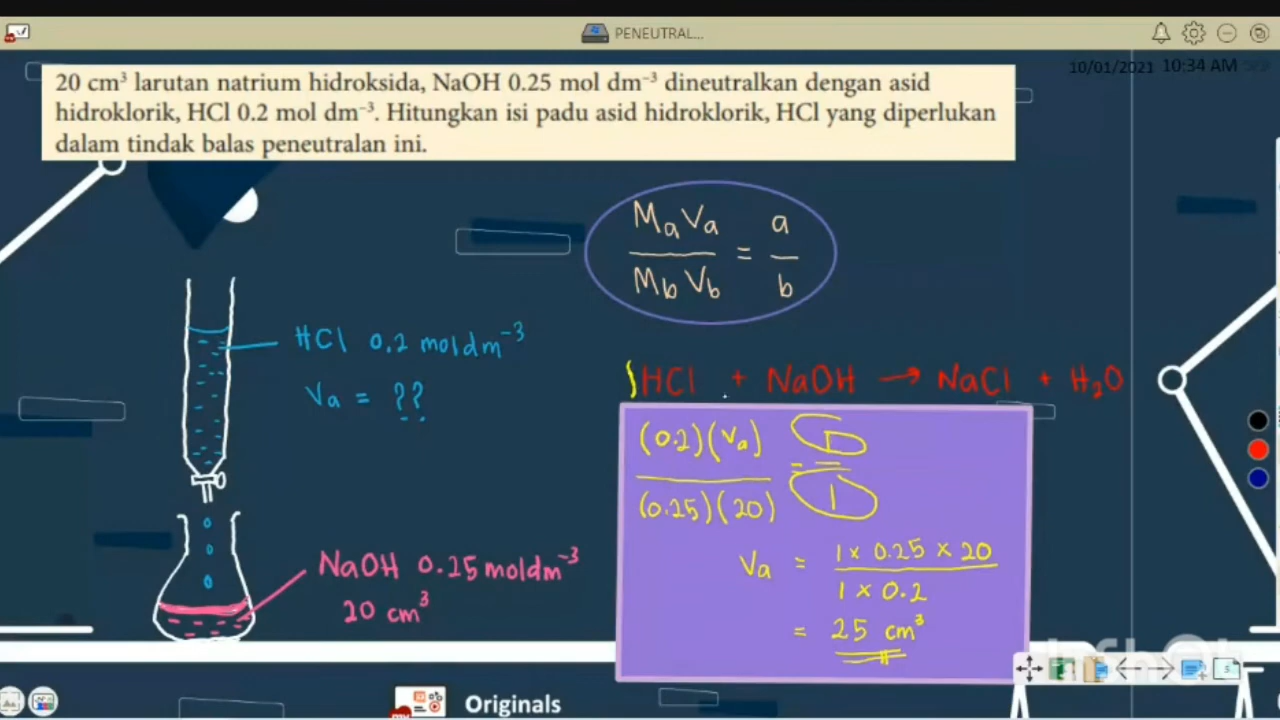 PENEUTRAL...
10/01/2021 10:34 AM
20 cm³ larutan natrium hidroksida, NaOH 0.25 mol dm⁻³ dineutralkan dengan asid
hidroklorik, HCl 0.2 mol dm⁻³. Hitungkan isi padu asid hidroklorik, HCl yang diperlukan
dalam tindak balas peneutralan ini.
MaVa / MbVb = a / b
HCl 0.2 moldm⁻³
Va = ??
HCl + NaOH → NaCl + H₂O
(0.2)(Va) / (0.25)(20) = 1 / 1
Va = 1 × 0.25 × 20 / 1 × 0.2
= 25 cm³
NaOH 0.25 moldm⁻³
20 cm³
Originals